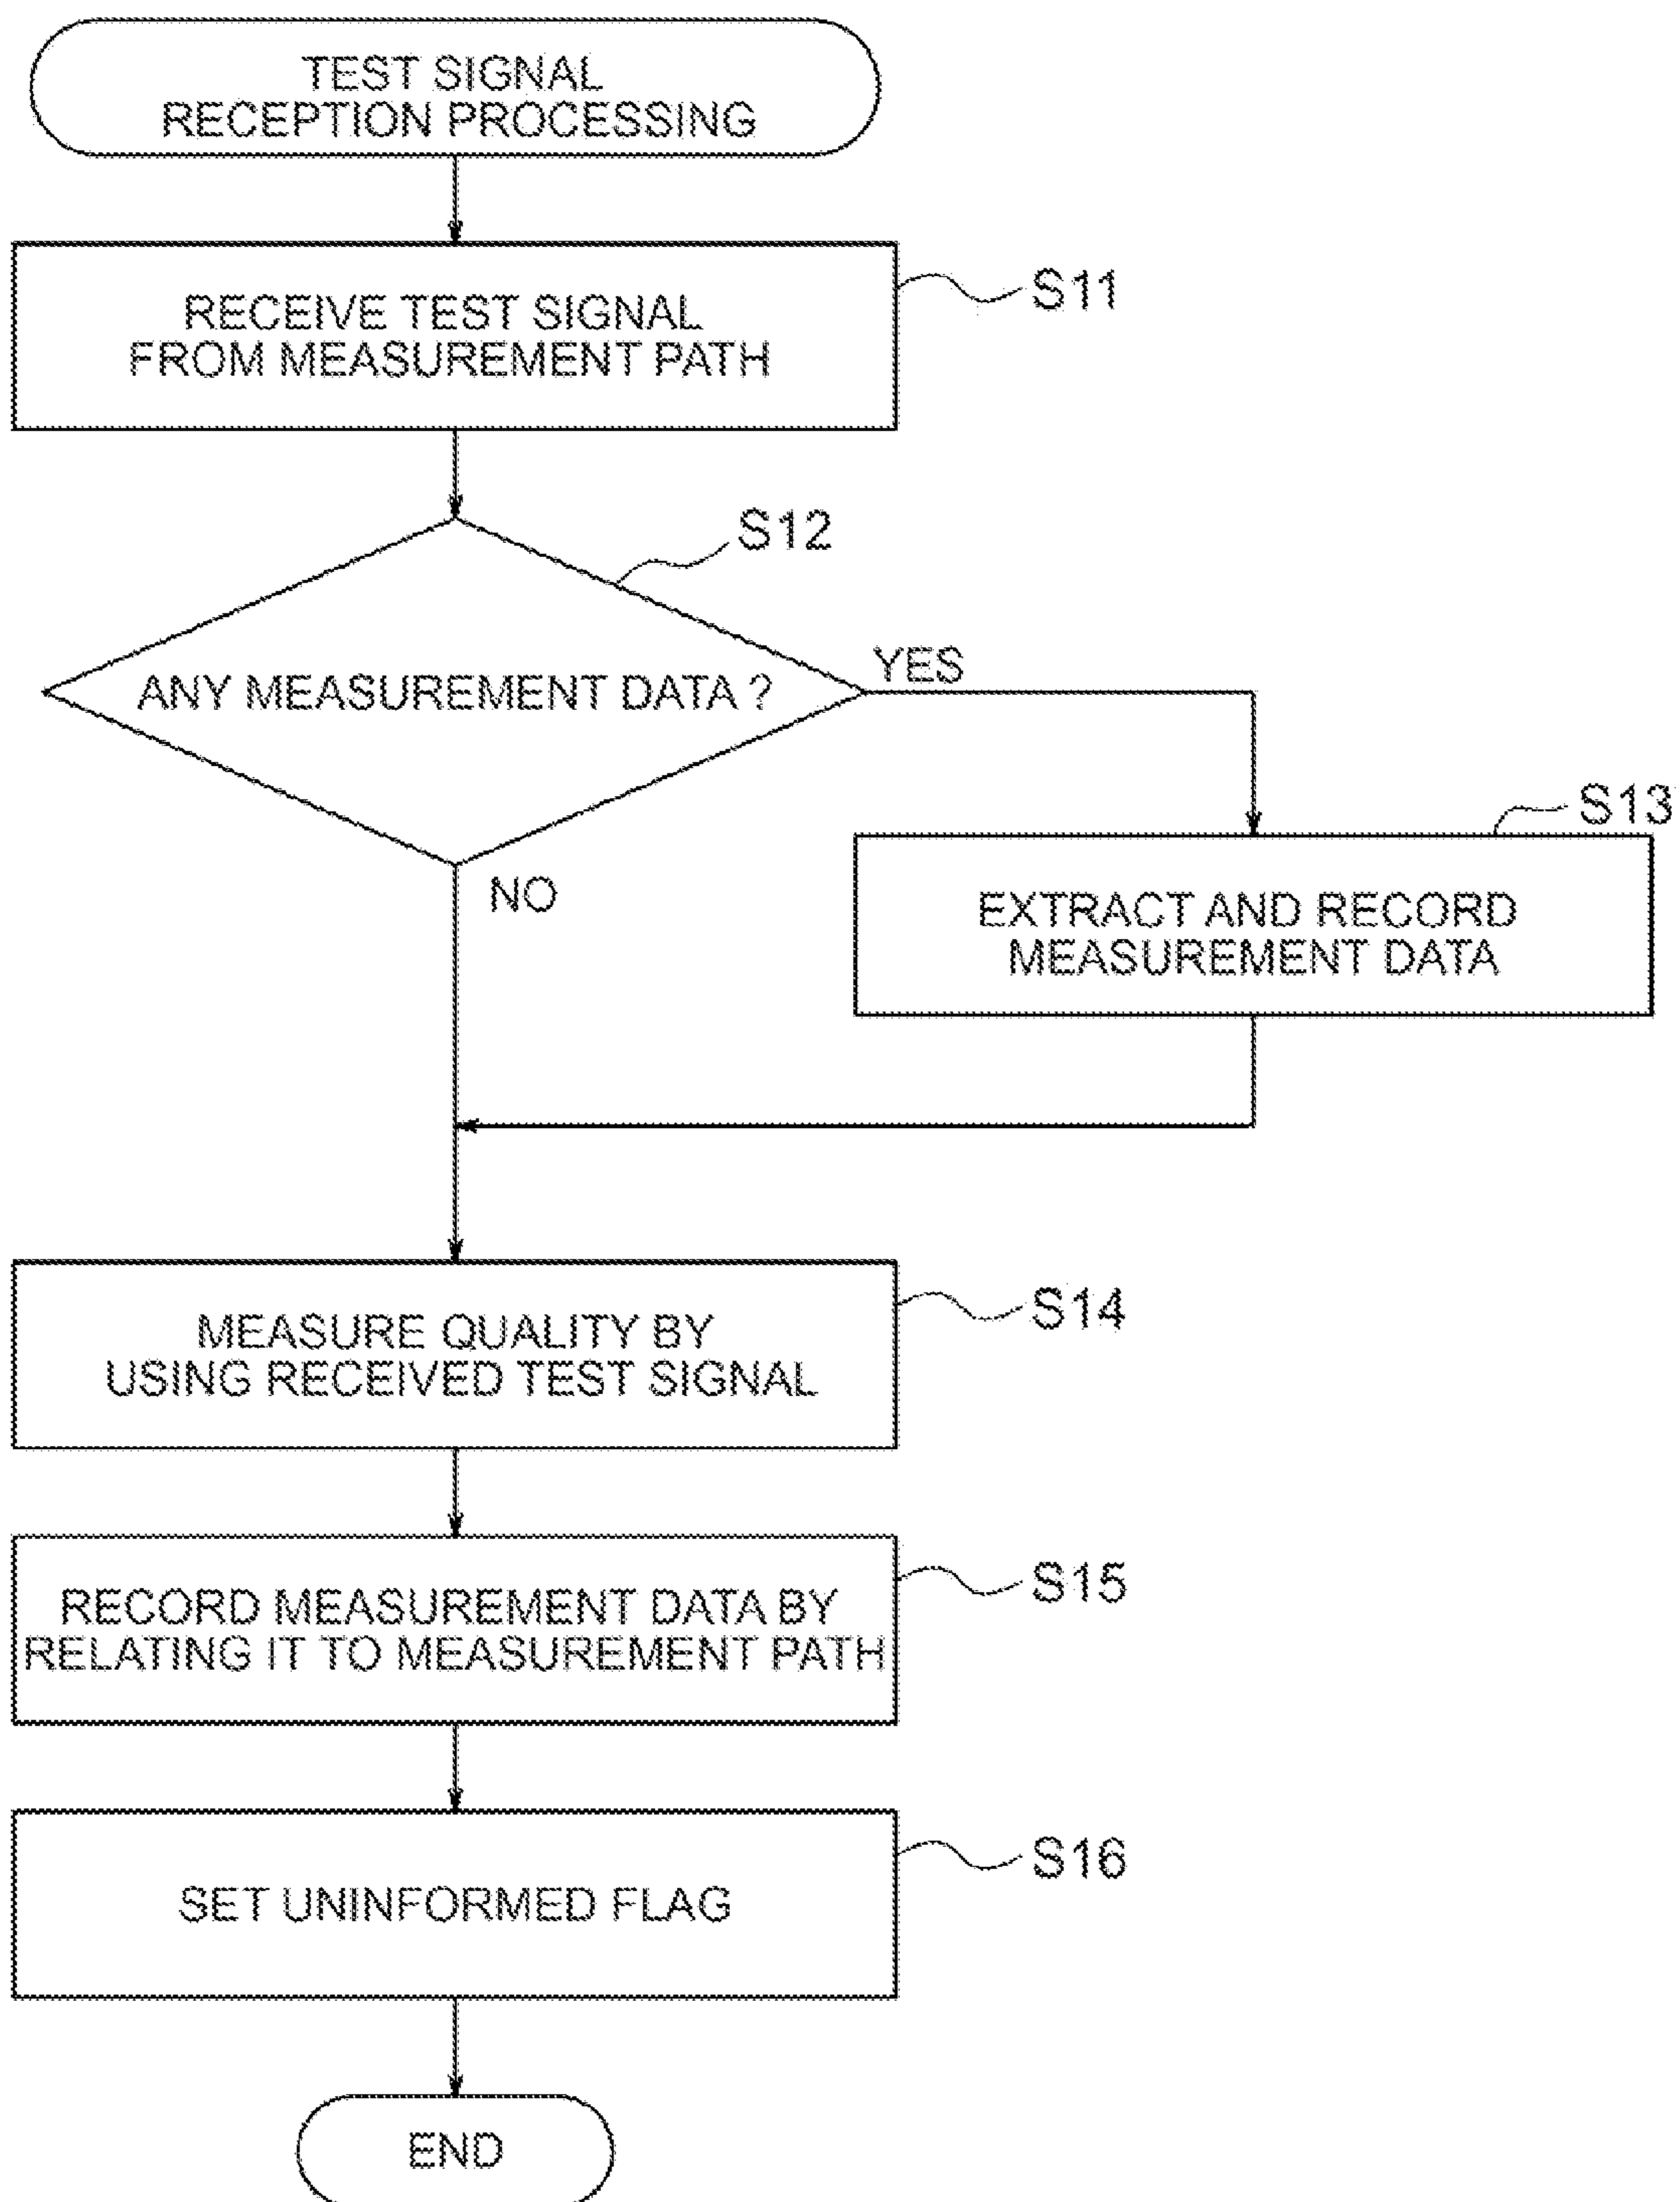 TEST SIGNAL
RECEPTION PROCESSING
RECEIVE TEST SIGNAL
FROM MEASUREMENT PATH
S11
S12
ANY MEASUREMENT DATA ?
YES
NO
S13
EXTRACT AND RECORD
MEASUREMENT DATA
MEASURE QUALITY BY
USING RECEIVED TEST SIGNAL
S14
RECORD MEASUREMENT DATA BY
RELATING IT TO MEASUREMENT PATH
S15
SET UNINFORMED FLAG
S16
END